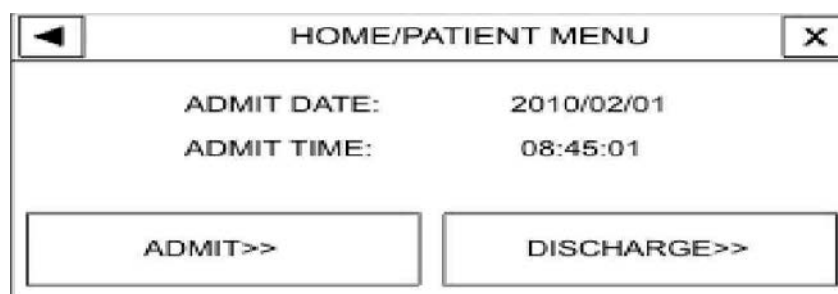 HOME/PATIENT MENU X
ADMIT DATE: 2010/02/01
ADMIT TIME: 08:45:01
ADMIT>> DISCHARGE>>